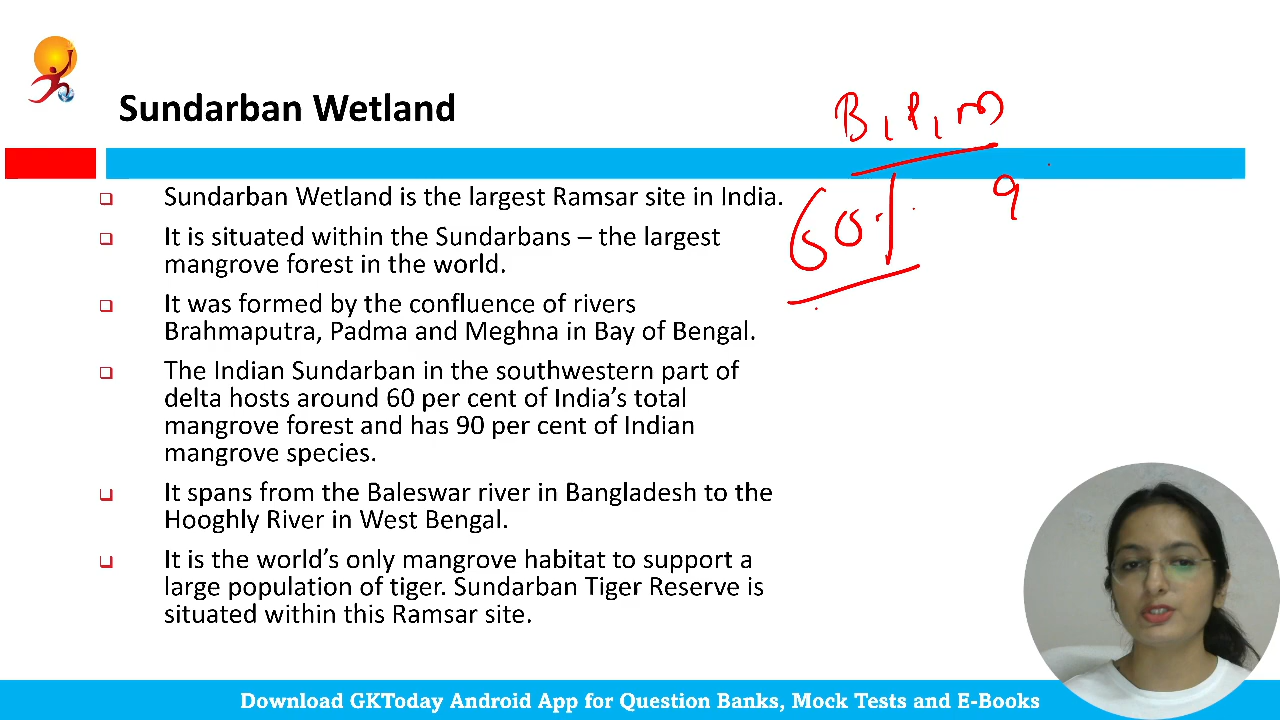 Sundarban Wetland
B, P, m
60%
9
Sundarban Wetland is the largest Ramsar site in India.
It is situated within the Sundarbans – the largest
mangrove forest in the world.
It was formed by the confluence of rivers
Brahmaputra, Padma and Meghna in Bay of Bengal.
The Indian Sundarban in the southwestern part of
delta hosts around 60 per cent of India’s total
mangrove forest and has 90 per cent of Indian
mangrove species.
It spans from the Baleswar river in Bangladesh to the
Hooghly River in West Bengal.
It is the world’s only mangrove habitat to support a
large population of tiger. Sundarban Tiger Reserve is
situated within this Ramsar site.
Download GKToday Android App for Question Banks, Mock Tests and E-Books